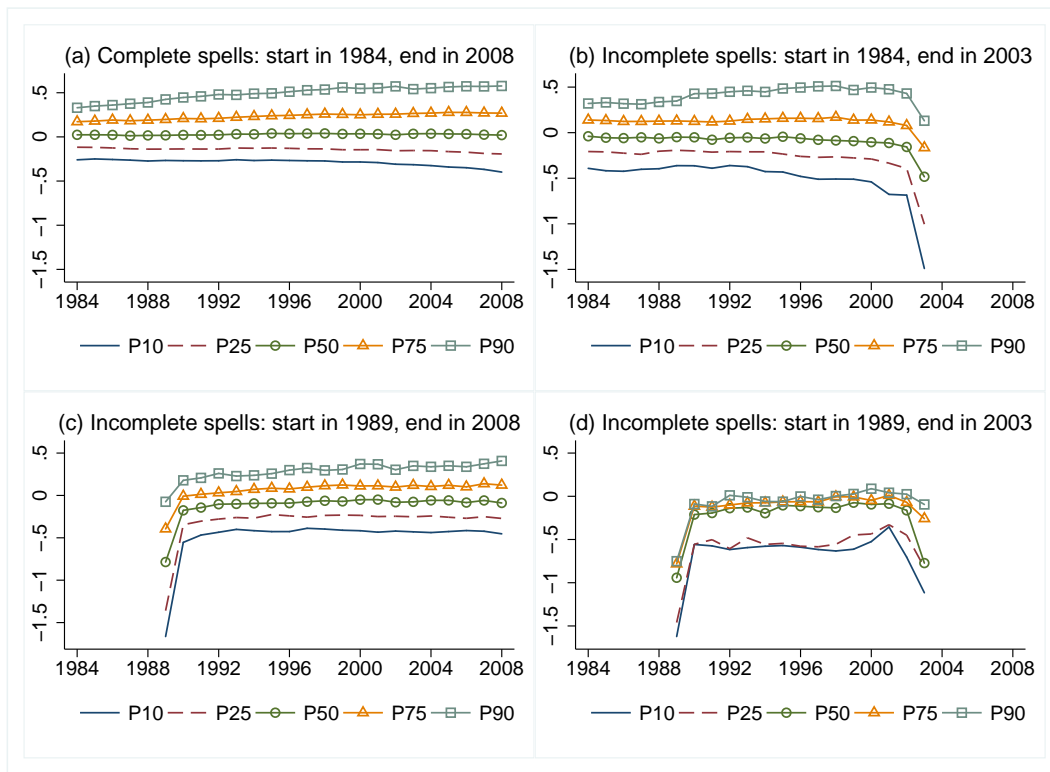 (a) Complete spells: start in 1984, end in 2008
.5
0
−.5
−1
−1.5
1984 1988 1992 1996 2000 2004 2008
P10 P25 P50 P75 P90
(b) Incomplete spells: start in 1984, end in 2003
.5
0
−.5
−1
−1.5
1984 1988 1992 1996 2000 2004 2008
P10 P25 P50 P75 P90
(c) Incomplete spells: start in 1989, end in 2008
.5
0
−.5
−1
−1.5
1984 1988 1992 1996 2000 2004 2008
P10 P25 P50 P75 P90
(d) Incomplete spells: start in 1989, end in 2003
.5
0
−.5
−1
−1.5
1984 1988 1992 1996 2000 2004 2008
P10 P25 P50 P75 P90